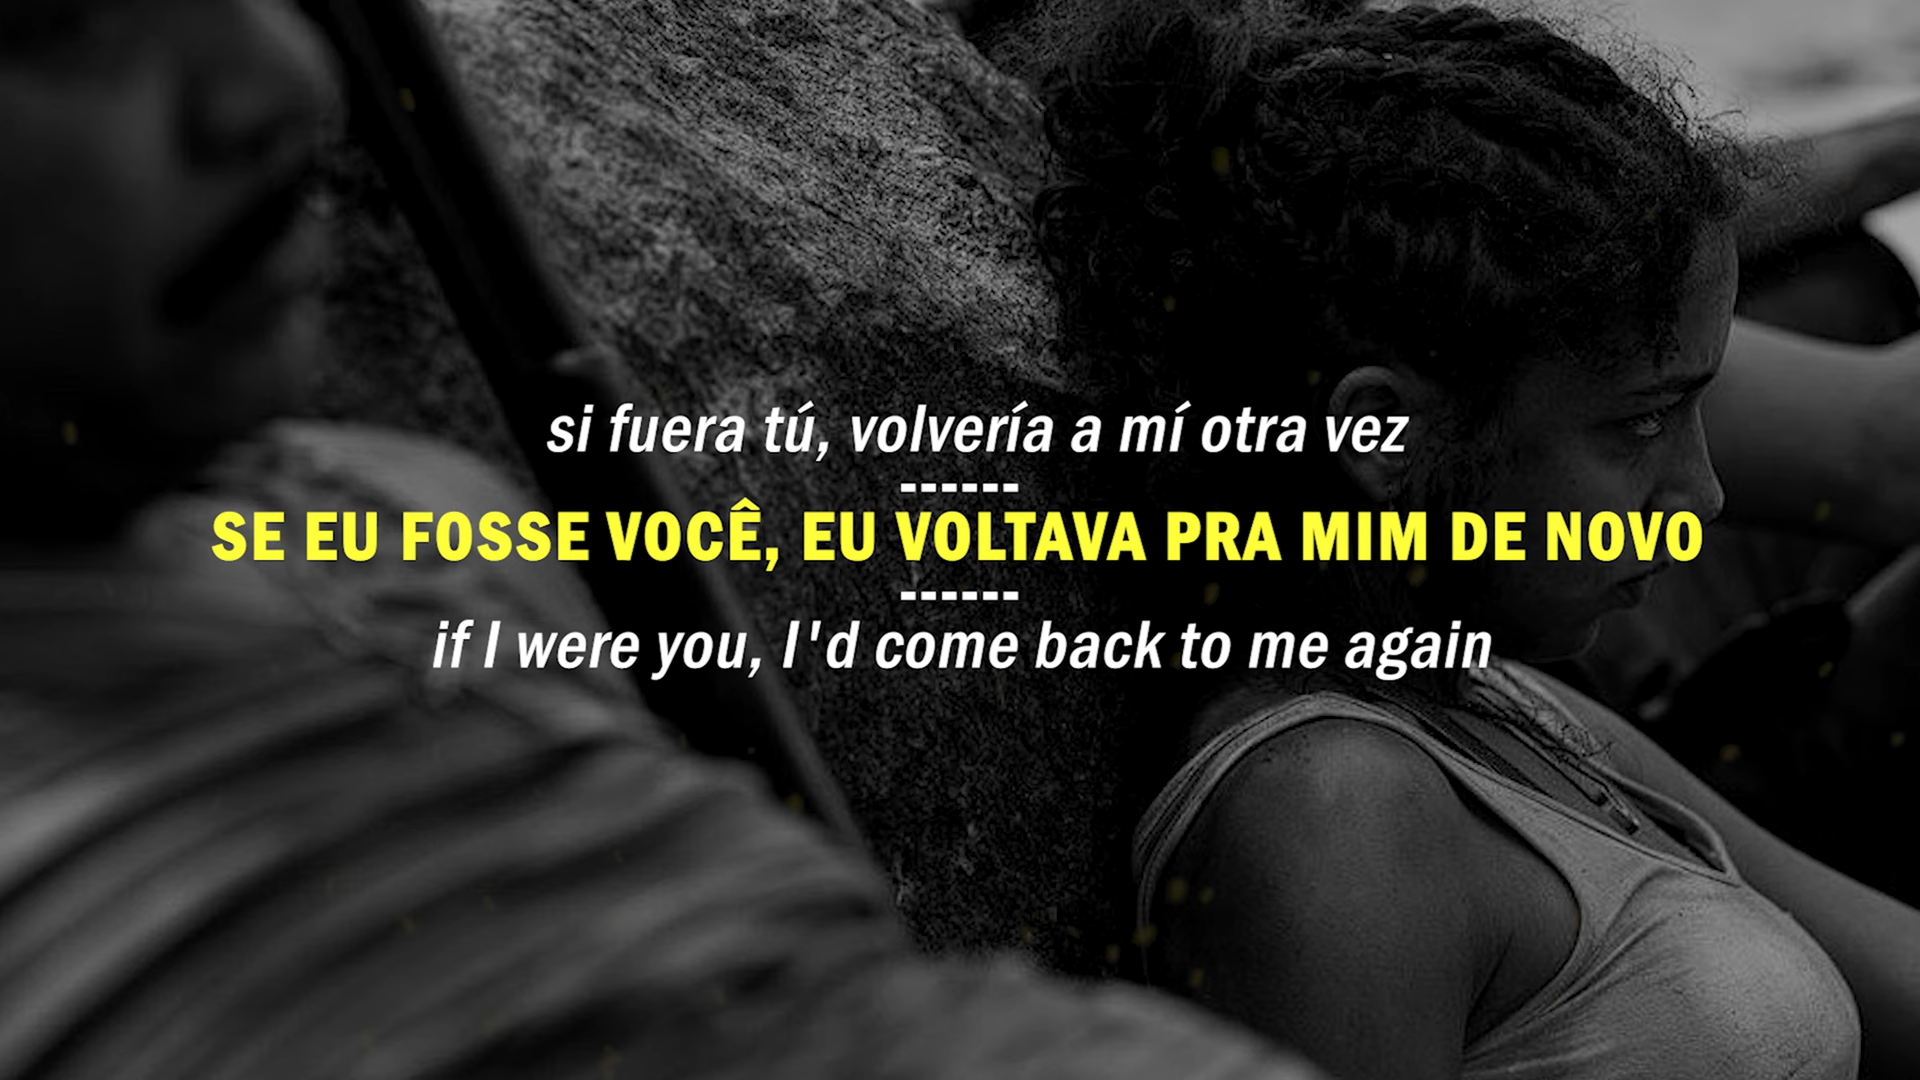 si fuera tú, volvería a mí otra vez
------
SE EU FOSSE VOCÊ, EU VOLTAVA PRA MIM DE NOVO
------
if I were you, I'd come back to me again